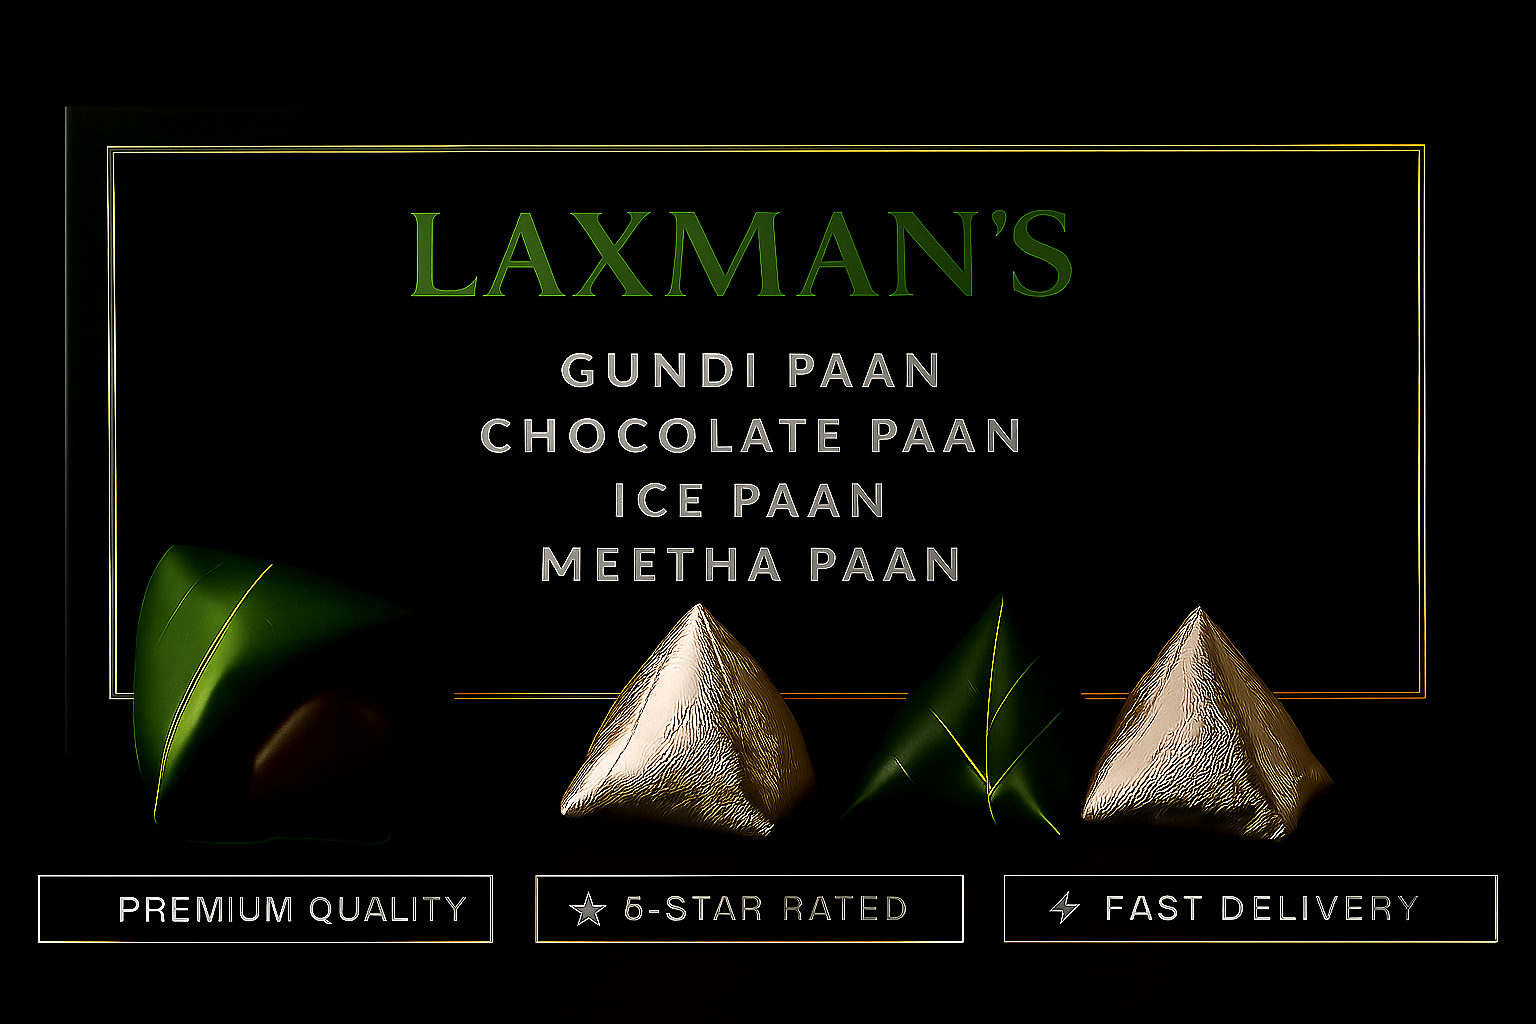 LAXMAN'S
GUNDI PAAN
CHOCOLATE PAAN
ICE PAAN
MEETHA PAAN
PREMIUM QUALITY
5-STAR RATED
FAST DELIVERY